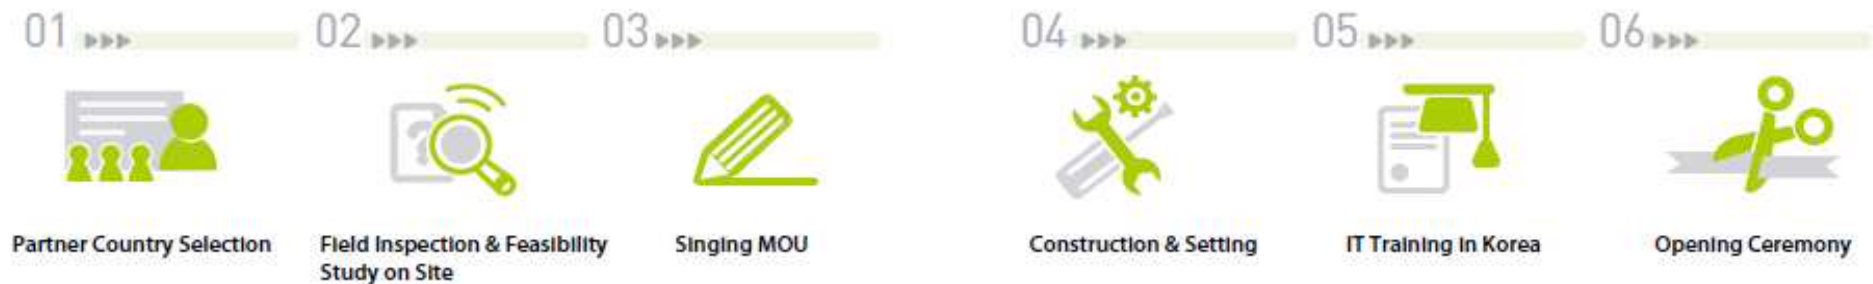 01
02
03
04
05
06
?
Partner Country Selection
Field Inspection & Feasibility
Study on Site
Singing MOU
Construction & Setting
IT Training in Korea
Opening Ceremony